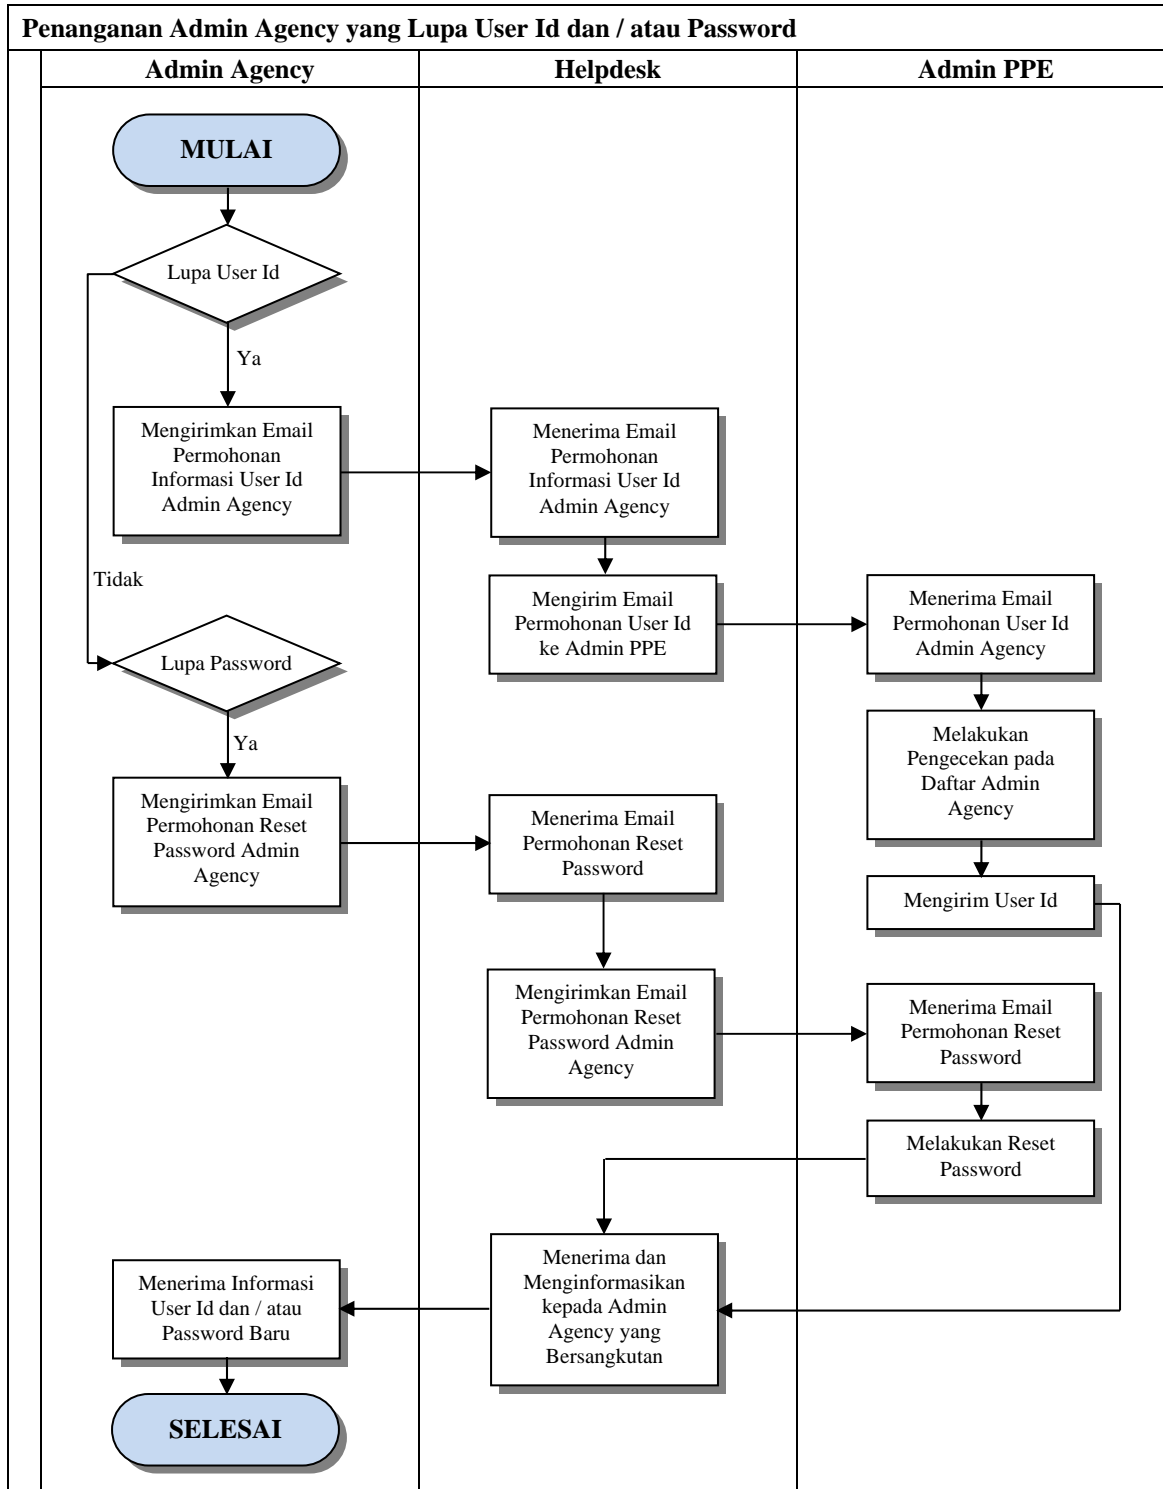 Penanganan Admin Agency yang Lupa User Id dan / atau Password
Admin Agency
Helpdesk
Admin PPE
MULAI
Lupa User Id
Ya
Mengirimkan Email
Permohonan
Informasi User Id
Admin Agency
Menerima Email
Permohonan
Informasi User Id
Admin Agency
Tidak
Mengirim Email
Permohonan User Id
ke Admin PPE
Menerima Email
Permohonan User Id
Admin Agency
Lupa Password
Ya
Melakukan
Pengecekan pada
Daftar Admin
Agency
Mengirimkan Email
Permohonan Reset
Password Admin
Agency
Menerima Email
Permohonan Reset
Password
Mengirim User Id
Mengirimkan Email
Permohonan Reset
Password Admin
Agency
Menerima Email
Permohonan Reset
Password
Melakukan Reset
Password
Menerima dan
Menginformasikan
kepada Admin
Agency yang
Bersangkutan
Menerima Informasi
User Id dan / atau
Password Baru
SELESAI